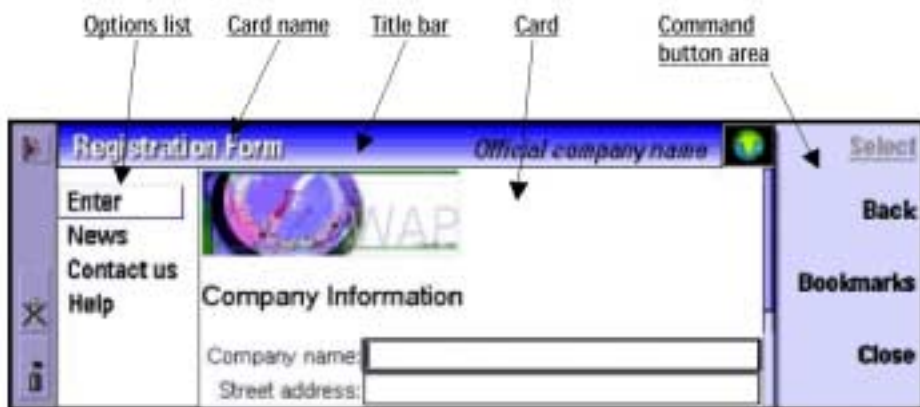 Options list
Card name
Title bar
Card
Command
button area
Registration Form
Official company name
Select
Enter
News
Contact us
Help
WAP
Back
Bookmarks
Close
Company Information
Company name:
Street address: